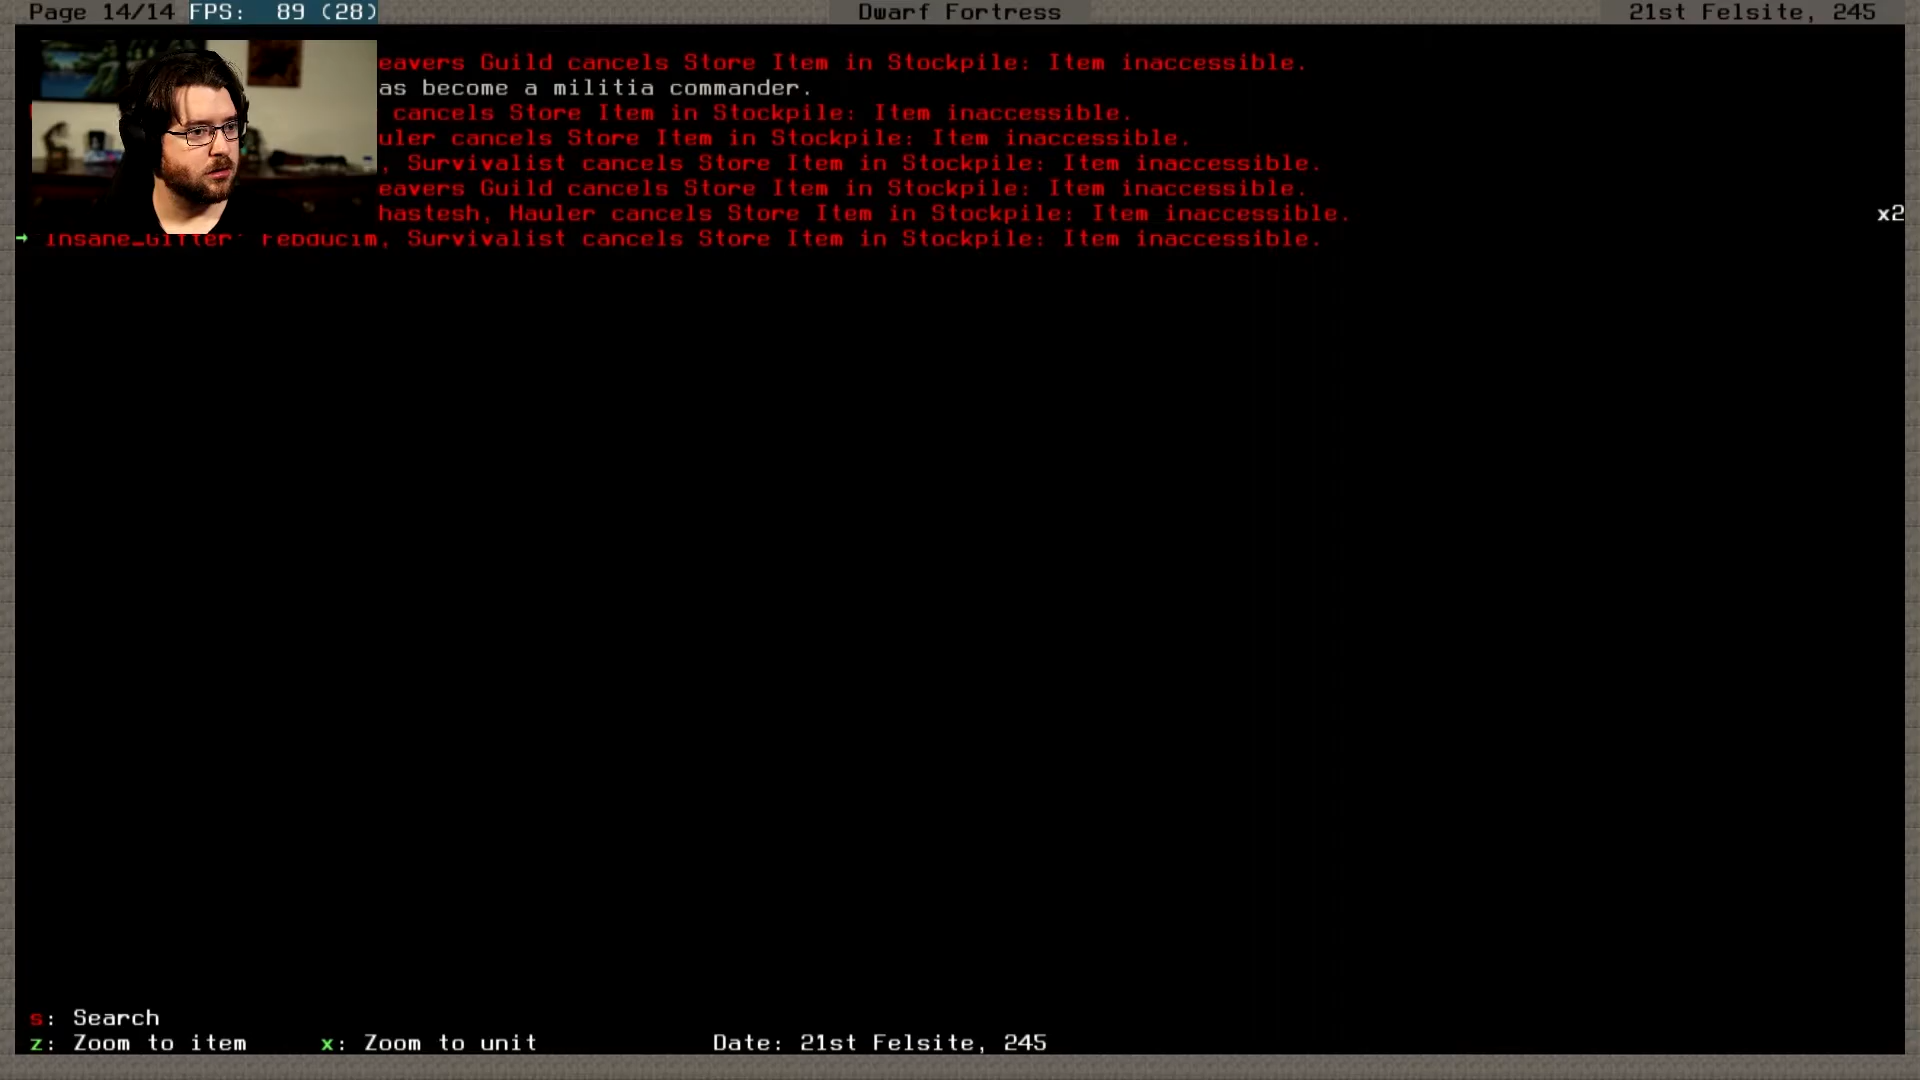 Page 14/14 FPS: 89 (28) Dwarf Fortress 21st Felsite, 245
eavers Guild cancels Store Item in Stockpile: Item inaccessible.
as become a militia commander.
cancels Store Item in Stockpile: Item inaccessible.
uler cancels Store Item in Stockpile: Item inaccessible.
, Survivalist cancels Store Item in Stockpile: Item inaccessible.
eavers Guild cancels Store Item in Stockpile: Item inaccessible.
hastesh, Hauler cancels Store Item in Stockpile: Item inaccessible. x2
Survivalist cancels Store Item in Stockpile: Item inaccessible.
s: Search
z: Zoom to item x: Zoom to unit Date: 21st Felsite, 245